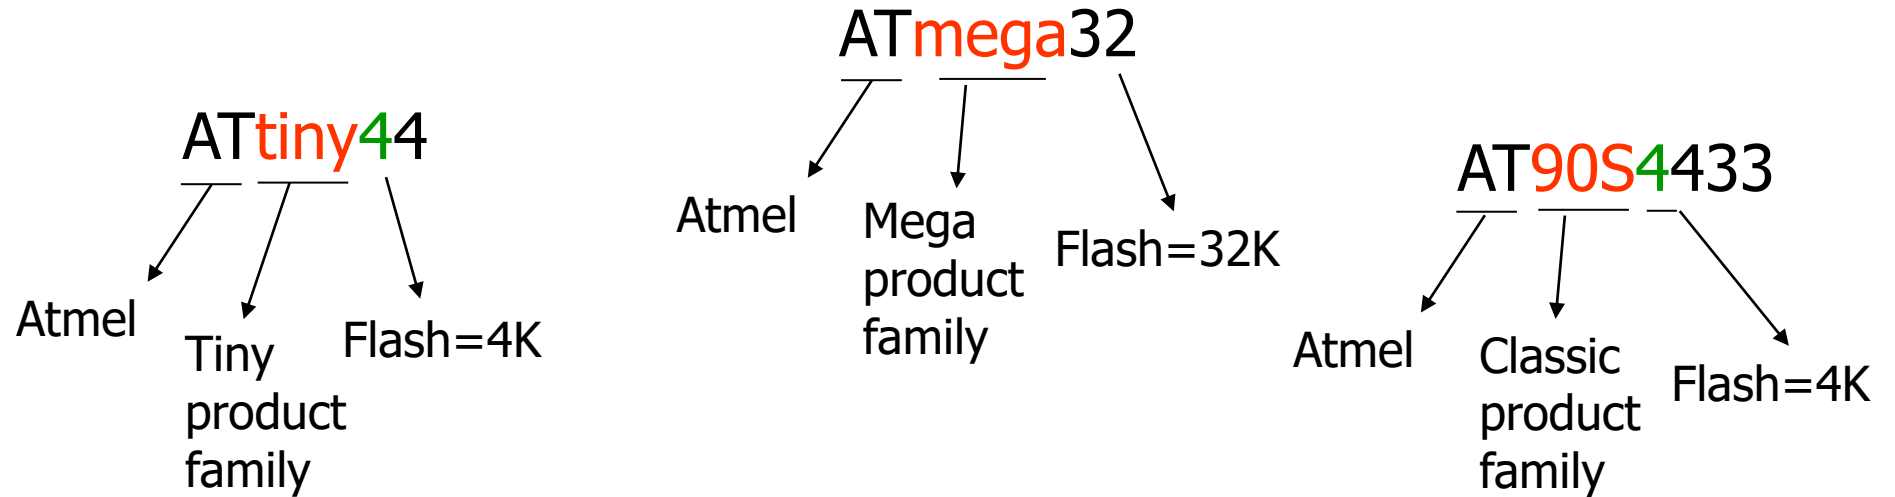 ATtiny44
Atmel
Tiny
product
family
Flash=4K
ATmega32
Atmel
Mega
product
family
Flash=32K
AT90S4433
Atmel
Classic
product
family
Flash=4K